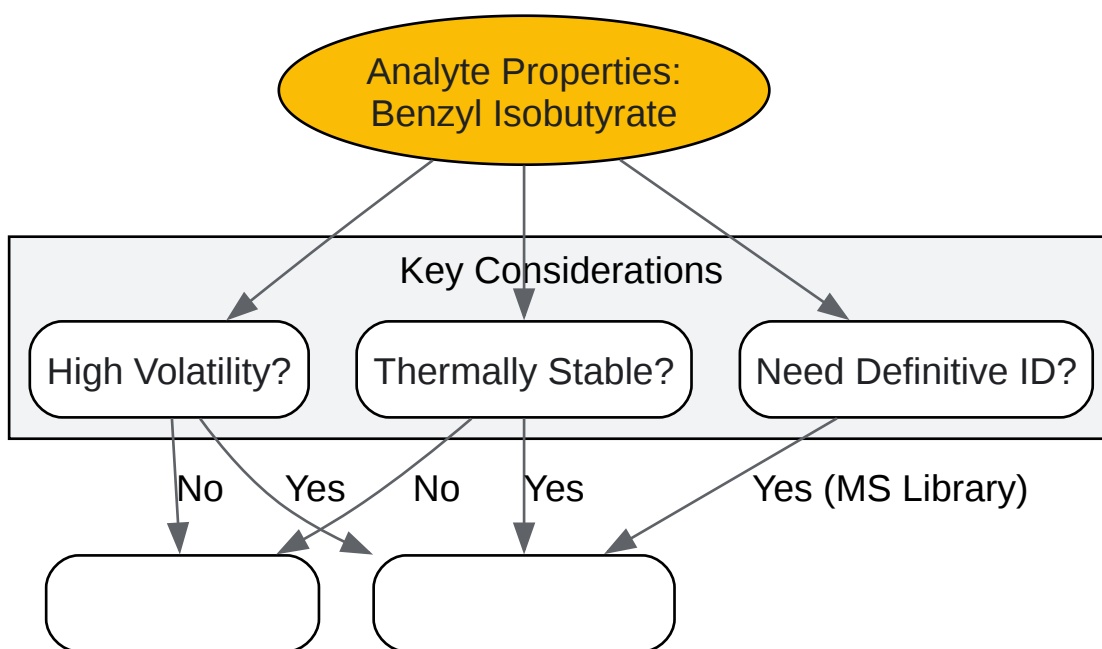 Analyte Properties:
Benzyl Isobutyrate
Key Considerations
High Volatility?
Thermally Stable?
Need Definitive ID?
No
Yes
No
Yes
Yes (MS Library)